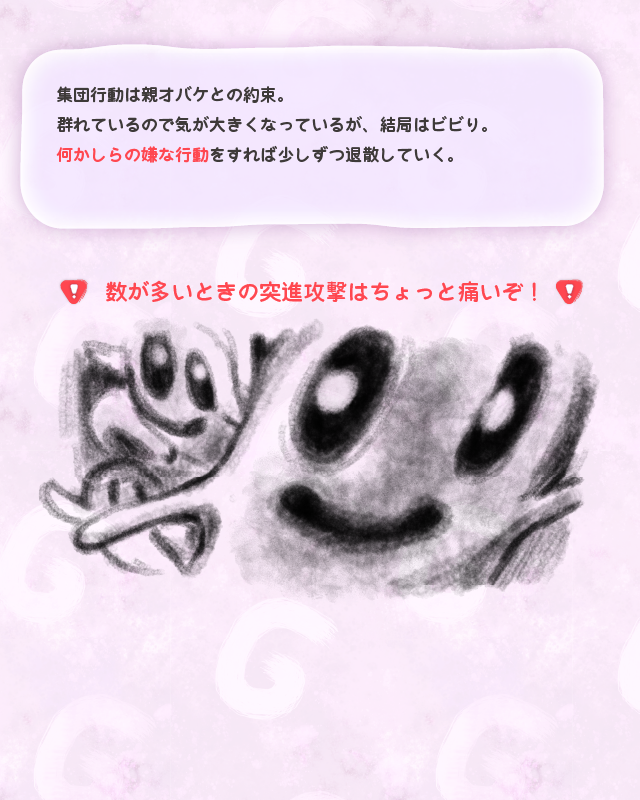 集団行動は親オバケとの約束。
群れているので気が大きくなっているが、結局はビビり。
何かしらの嫌な行動をすれば少しずつ退散していく。
数が多いときの突進攻撃はちょっと痛いぞ！